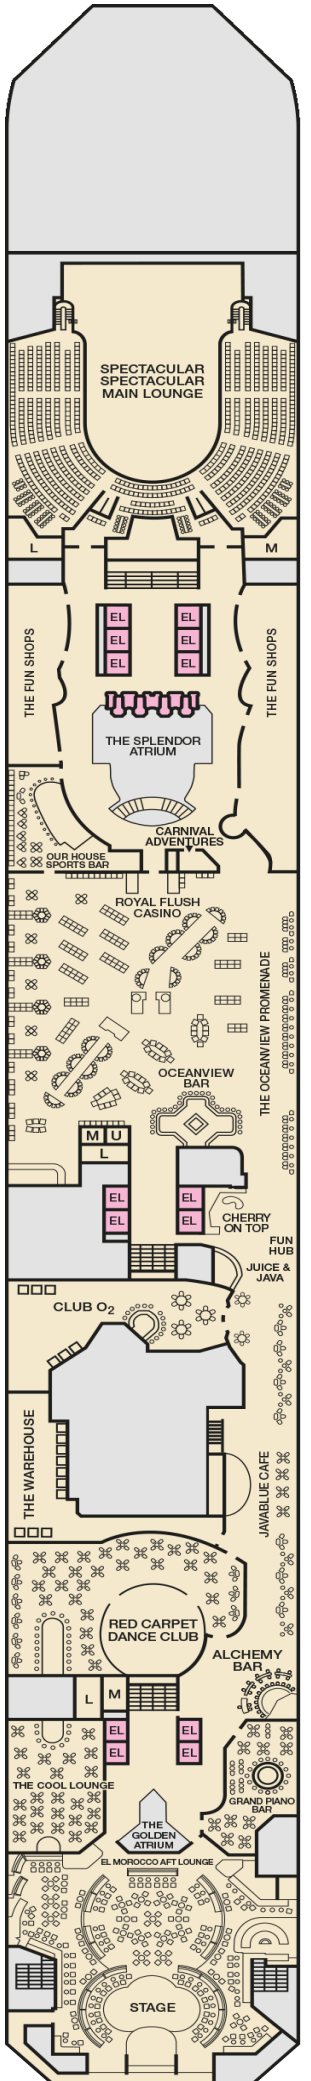 SPECTACULAR
SPECTACULAR
MAIN LOUNGE
L
M
EL
EL
EL
EL
EL
EL
THE FUN SHOPS
THE FUN SHOPS
THE SPLENDOR
ATRIUM
CARNIVAL
ADVENTURES
OUR HOUSE
SPORTS BAR
ROYAL FLUSH
CASINO
THE OCEANVIEW PROMENADE
OCEANVIEW
BAR
M
U
L
EL
EL
EL
EL
CHERRY
ON TOP
FUN
HUB
JUICE &
JAVA
CLUB O2
THE WAREHOUSE
JAVABLUE CAFE
RED CARPET
DANCE CLUB
ALCHEMY
BAR
L
M
EL
EL
EL
EL
THE COOL LOUNGE
GRAND PIANO
BAR
THE
GOLDEN
ATRIUM
EL MOROCCO AFT LOUNGE
STAGE